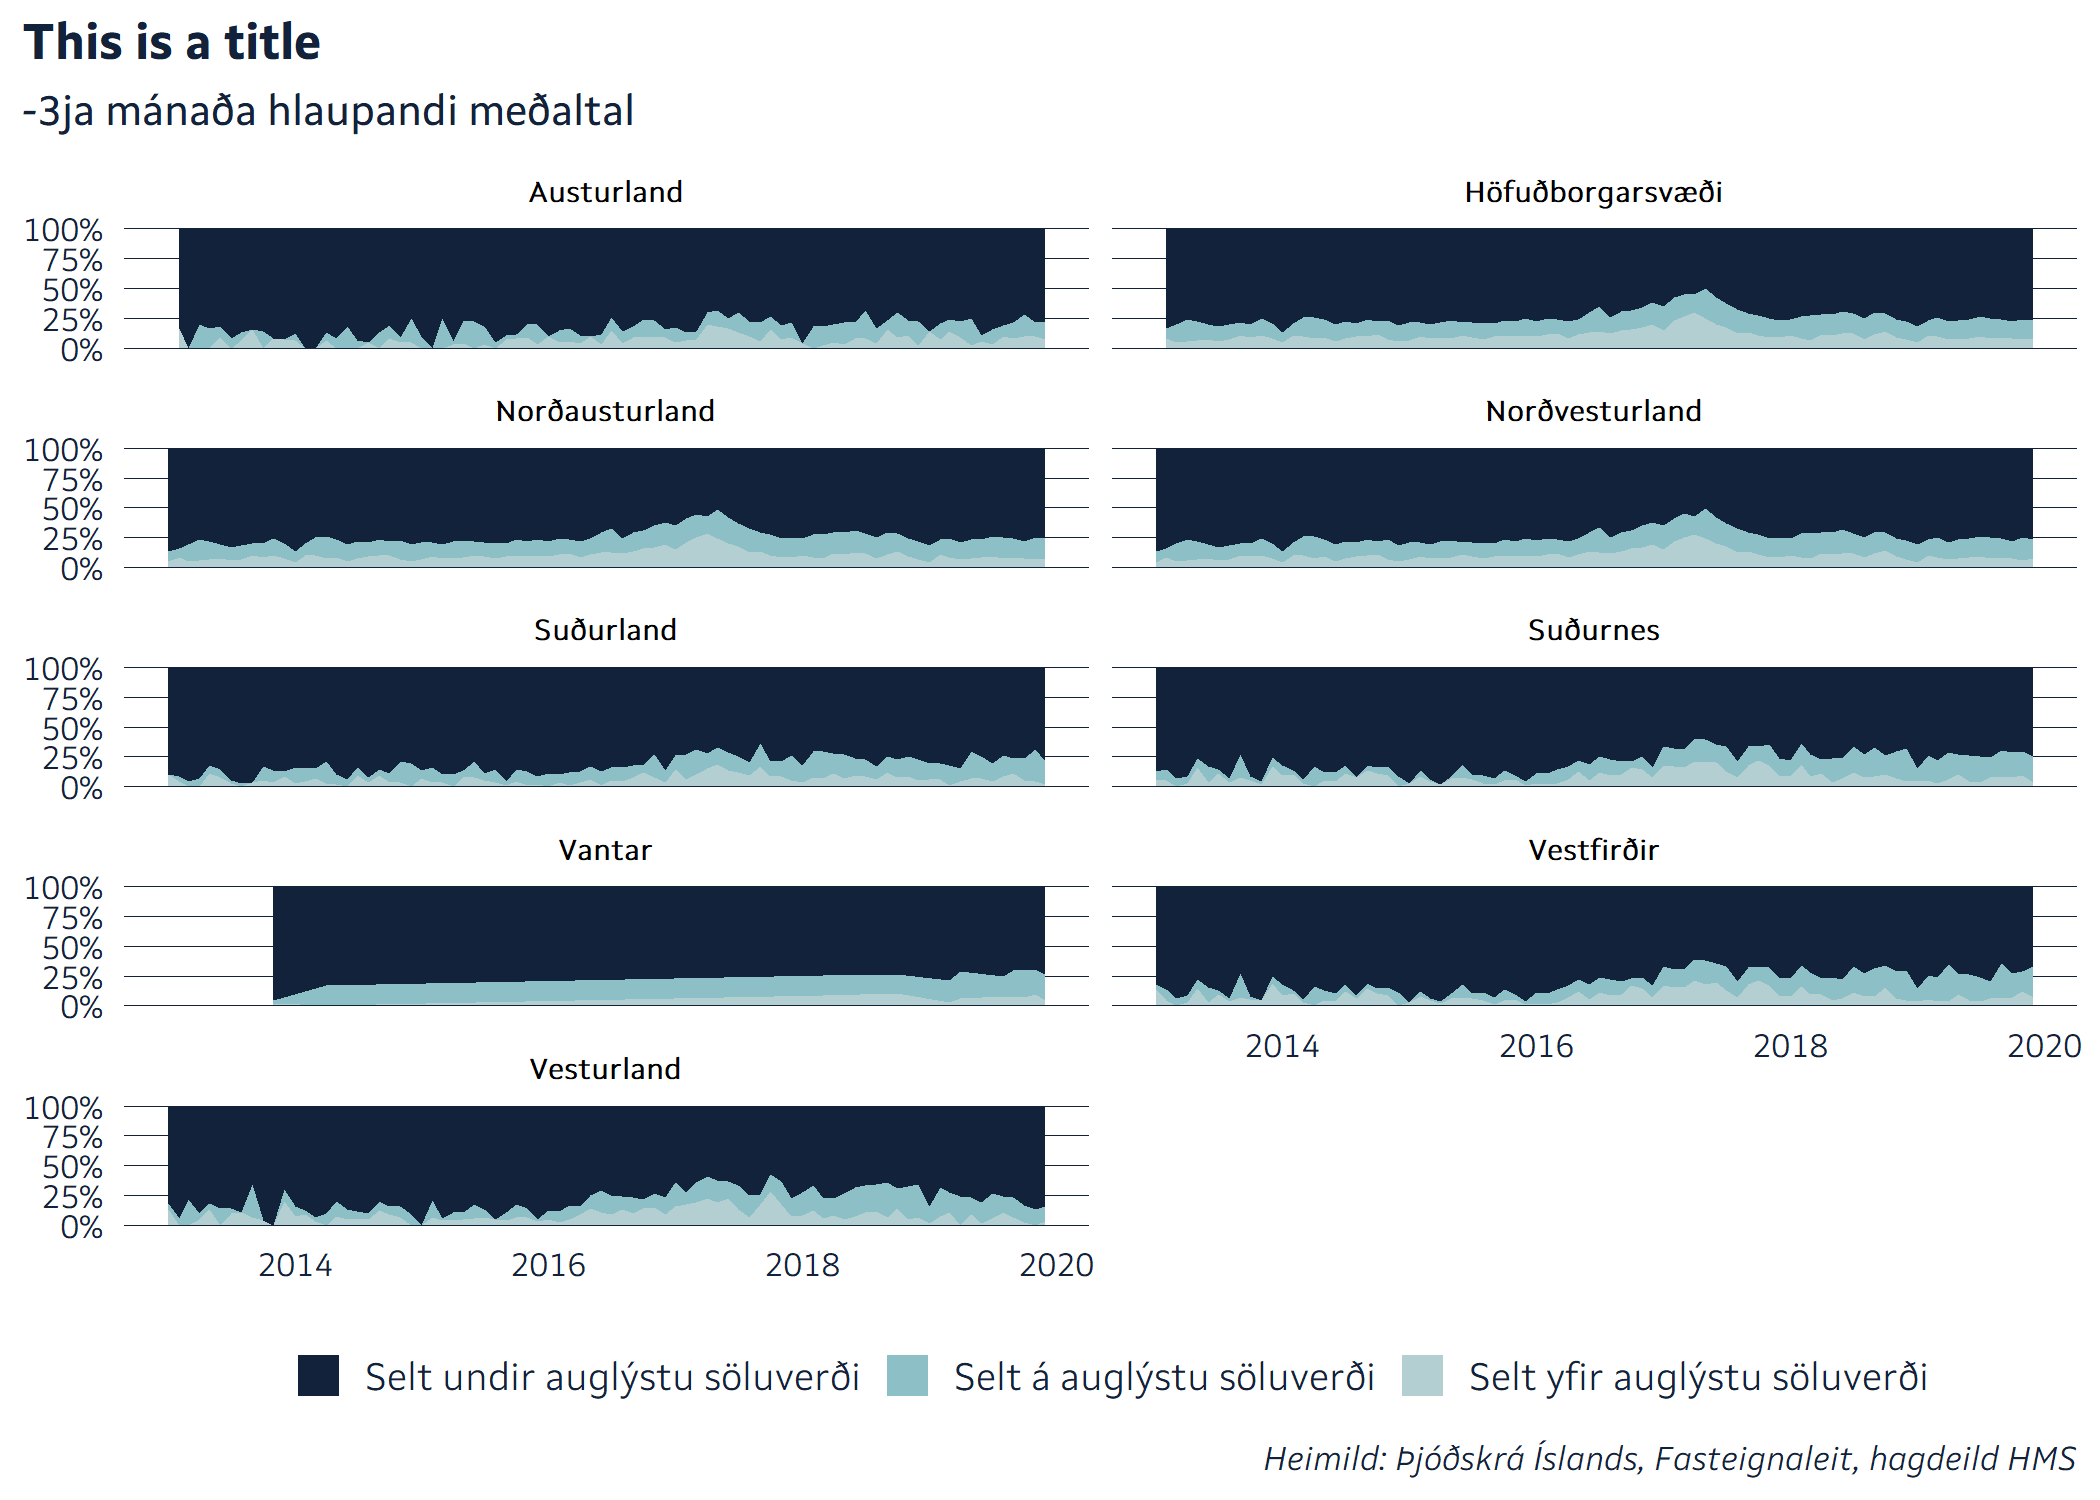 This is a title
-3ja mánaða hlaupandi meðaltal
Austurland
Höfuðborgarsvæði
100%
75%
50%
25%
0%
Norðausturland
Norðvesturland
100%
75%
50%
25%
0%
Suðurland
Suðurnes
100%
75%
50%
25%
0%
Vantar
Vestfirðir
100%
75%
50%
25%
0%
2014 2016 2018 2020
Vesturland
100%
75%
50%
25%
0%
2014 2016 2018 2020
Selt undir auglýstu söluverði Selt á auglýstu söluverði Selt yfir auglýstu söluverði
Heimild: Þjóðskrá Íslands, Fasteignaleit, hagdeild HMS